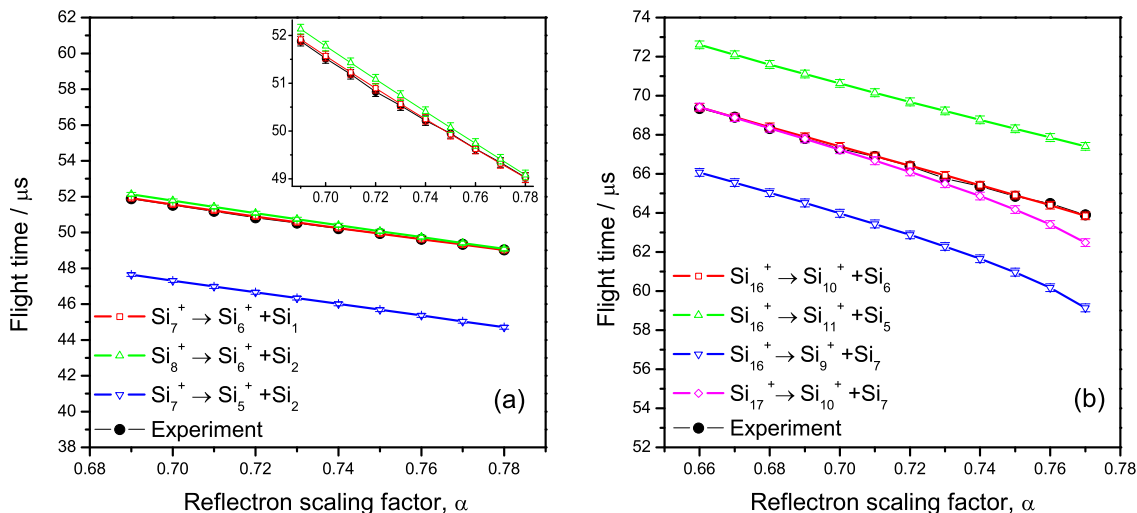 62
60
58
56
54
52
50
48
46
44
42
40
38
Flight time / μs
52
51
50
49
0.70 0.72 0.74 0.76 0.78
Si₇⁺ → Si₆⁺ +Si₁
Si₈⁺ → Si₆⁺ +Si₂
Si₇⁺ → Si₅⁺ +Si₂
Experiment
(a)
0.68 0.70 0.72 0.74 0.76 0.78
Reflectron scaling factor, α
74
72
70
68
66
64
62
60
58
56
54
52
Flight time / μs
Si₁₆⁺ → Si₁₀⁺ +Si₆
Si₁₆⁺ → Si₁₁⁺ +Si₅
Si₁₆⁺ → Si₉⁺ +Si₇
Si₁₇⁺ → Si₁₀⁺ +Si₇
Experiment
(b)
0.66 0.68 0.70 0.72 0.74 0.76 0.78
Reflectron scaling factor, α